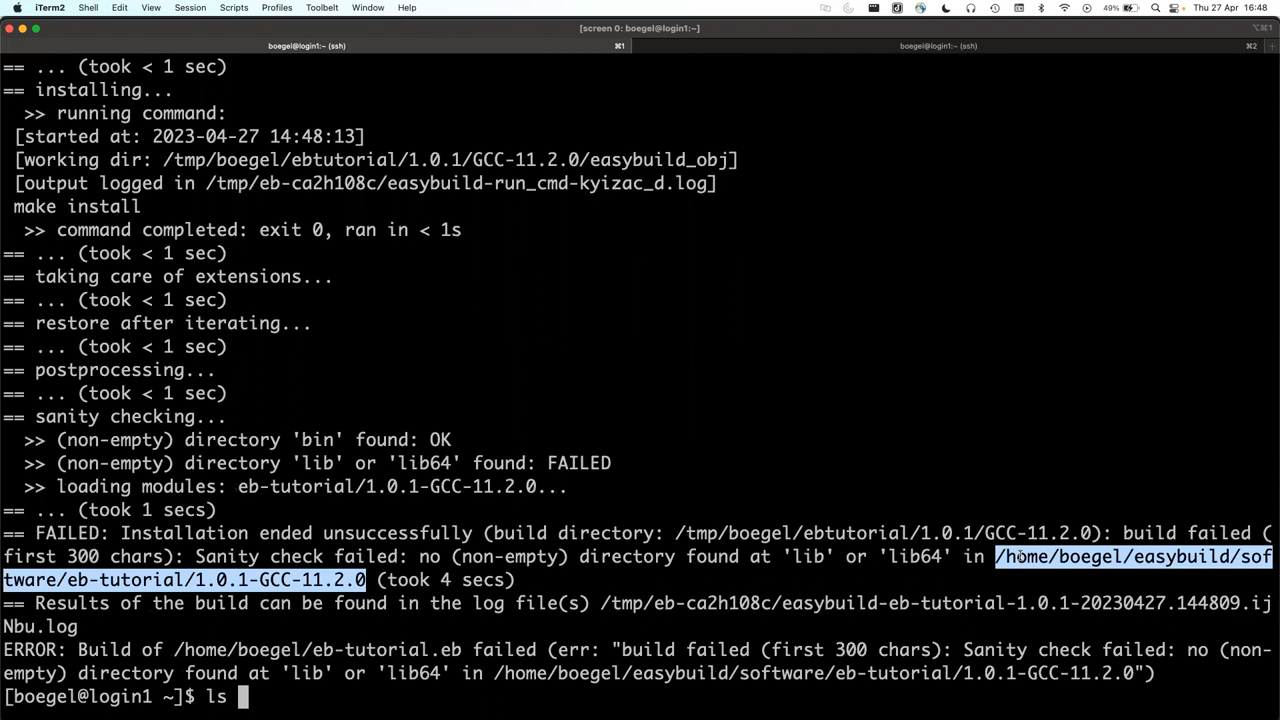 iTerm2 Shell Edit View Session Scripts Profiles Toolbelt Window Help 49% Thu 27 Apr 16:48
[screen 0: boegel@login1:~] ⌥⌘1
boegel@login1:~ (ssh) ⌘1 boegel@login1:~ (ssh) ⌘2 +
== ... (took < 1 sec)
== installing...
  >> running command:
 [started at: 2023-04-27 14:48:13]
 [working dir: /tmp/boegel/ebtutorial/1.0.1/GCC-11.2.0/easybuild_obj]
 [output logged in /tmp/eb-ca2h108c/easybuild-run_cmd-kyizac_d.log]
 make install
  >> command completed: exit 0, ran in < 1s
== ... (took < 1 sec)
== taking care of extensions...
== ... (took < 1 sec)
== restore after iterating...
== ... (took < 1 sec)
== postprocessing...
== ... (took < 1 sec)
== sanity checking...
  >> (non-empty) directory 'bin' found: OK
  >> (non-empty) directory 'lib' or 'lib64' found: FAILED
  >> loading modules: eb-tutorial/1.0.1-GCC-11.2.0...
== ... (took 1 secs)
== FAILED: Installation ended unsuccessfully (build directory: /tmp/boegel/ebtutorial/1.0.1/GCC-11.2.0): build failed (
first 300 chars): Sanity check failed: no (non-empty) directory found at 'lib' or 'lib64' in /home/boegel/easybuild/sof
tware/eb-tutorial/1.0.1-GCC-11.2.0 (took 4 secs)
== Results of the build can be found in the log file(s) /tmp/eb-ca2h108c/easybuild-eb-tutorial-1.0.1-20230427.144809.ij
Nbu.log
ERROR: Build of /home/boegel/eb-tutorial.eb failed (err: "build failed (first 300 chars): Sanity check failed: no (non-
empty) directory found at 'lib' or 'lib64' in /home/boegel/easybuild/software/eb-tutorial/1.0.1-GCC-11.2.0")
[boegel@login1 ~]$ ls